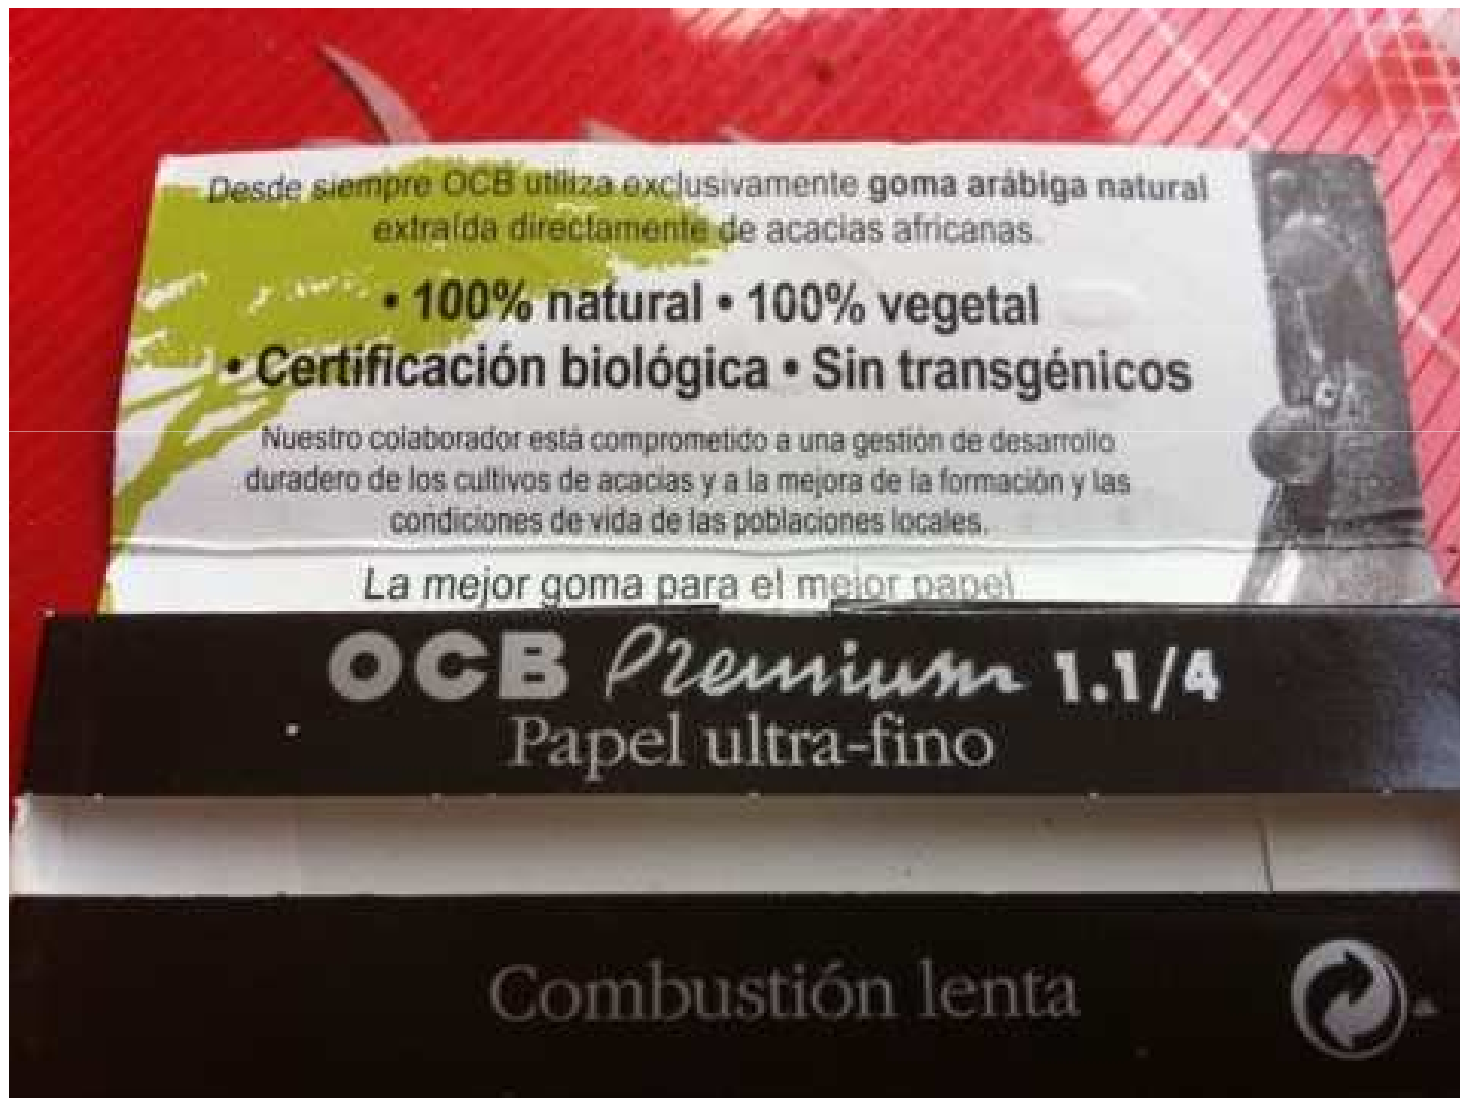 Desde siempre OCB utiliza exclusivamente goma arábiga natural
extraída directamente de acacias africanas.
• 100% natural • 100% vegetal
• Certificación biológica • Sin transgénicos
Nuestro colaborador está comprometido a una gestión de desarrollo
duradero de los cultivos de acacias y a la mejora de la formación y las
condiciones de vida de las poblaciones locales.
La mejor goma para el mejor papel
OCB Premium 1.1/4
Papel ultra-fino
Combustión lenta